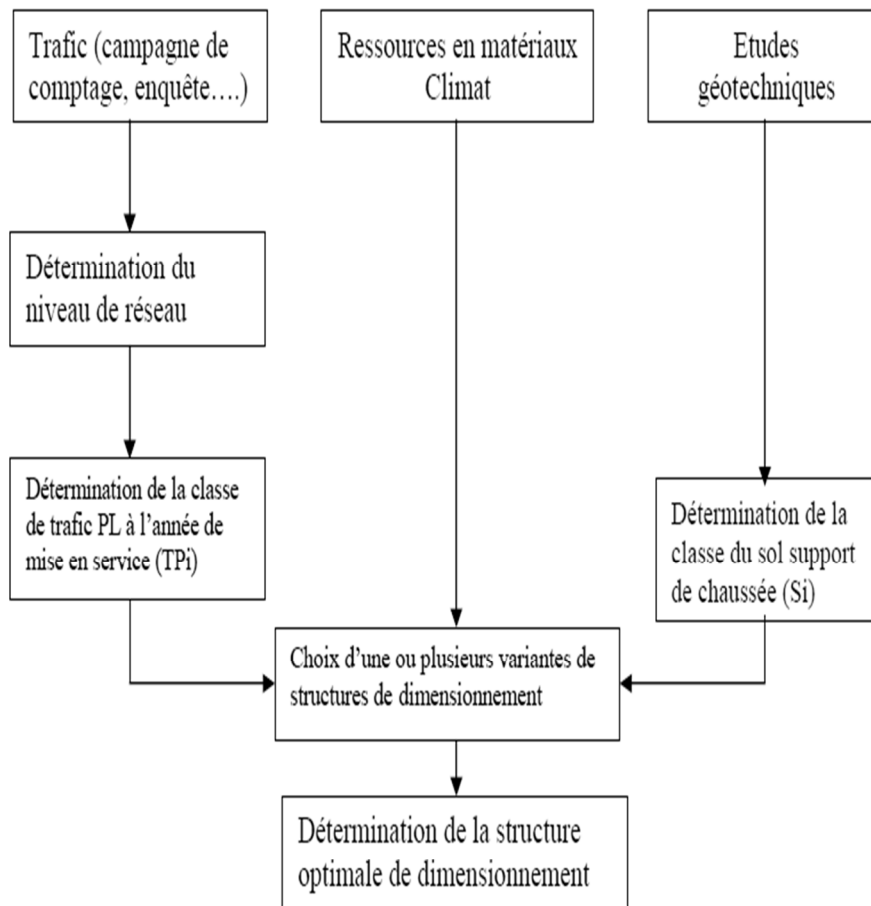 Trafic (campagne de
comptage, enquête….)
Ressources en matériaux
Climat
Etudes
géotechniques
Détermination du
niveau de réseau
Détermination de la classe
de trafic PL à l’année de
mise en service (TPi)
Détermination de la
classe du sol support
de chaussée (Si)
Choix d’une ou plusieurs variantes de
structures de dimensionnement
Détermination de la structure
optimale de dimensionnement